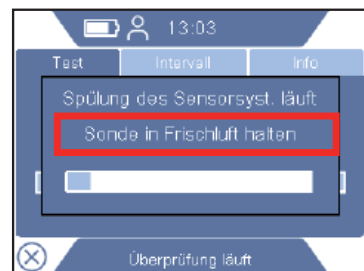 13:03
Test Intervall Info
Spülung des Sensorsyst. läuft
Sonde in Frischluft halten
Überprüfung läuft